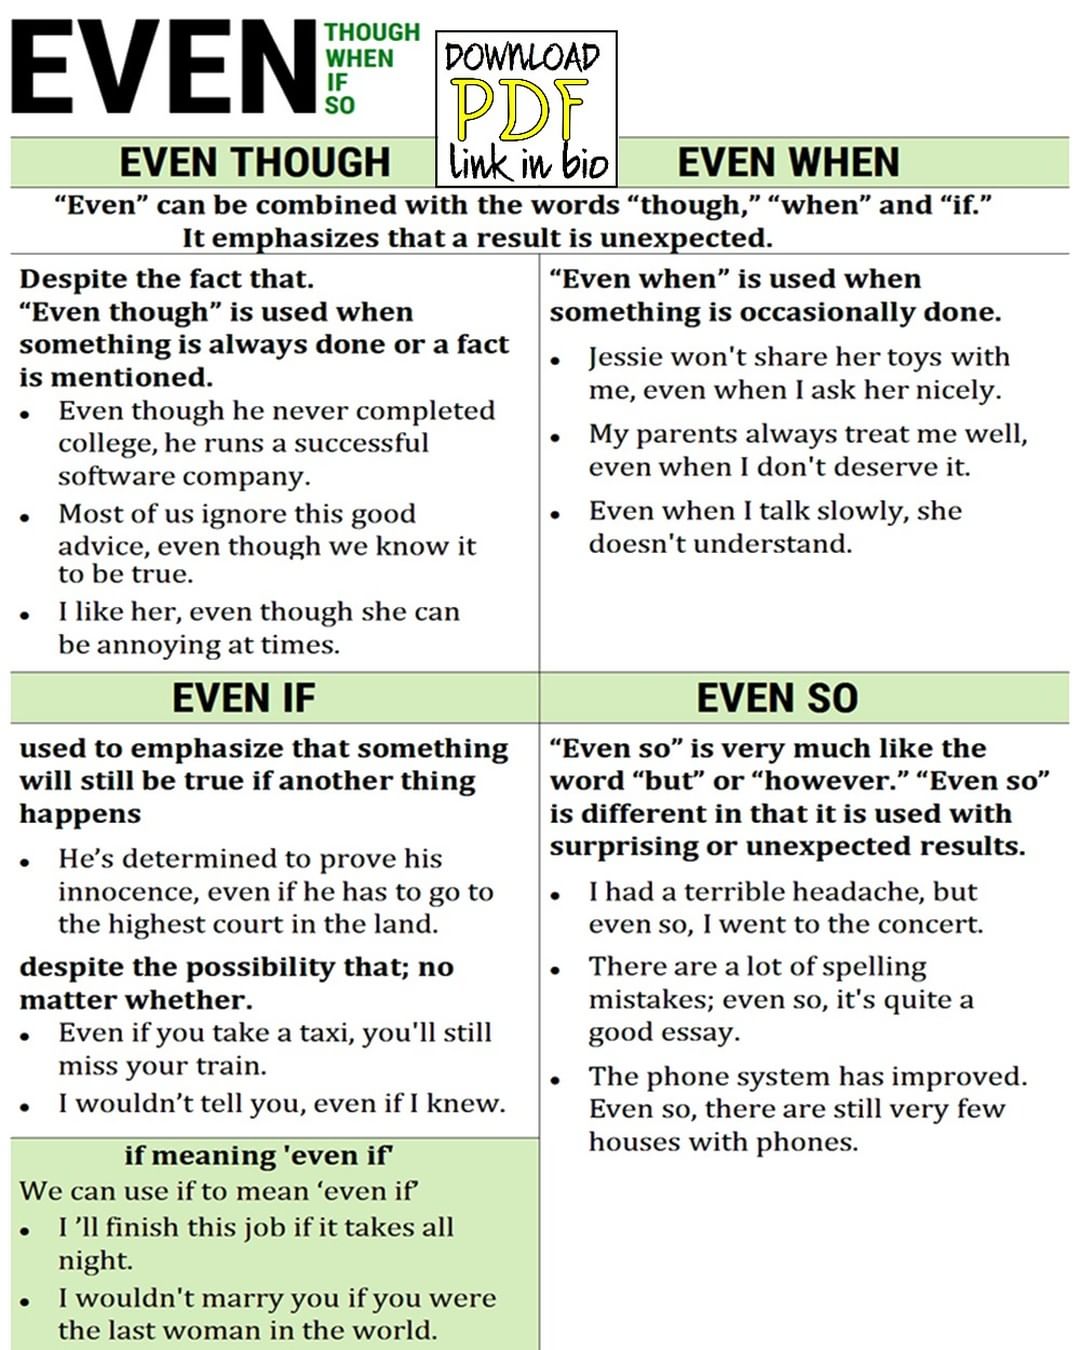 EVEN
THOUGH
WHEN
IF
SO
DOWNLOAD
PDF
link in bio
EVEN THOUGH
EVEN WHEN
“Even” can be combined with the words “though,” “when” and “if.”
It emphasizes that a result is unexpected.
Despite the fact that.
“Even though” is used when
something is always done or a fact
is mentioned.
• Even though he never completed
college, he runs a successful
software company.
• Most of us ignore this good
advice, even though we know it
to be true.
• I like her, even though she can
be annoying at times.
“Even when” is used when
something is occasionally done.
• Jessie won't share her toys with
me, even when I ask her nicely.
• My parents always treat me well,
even when I don't deserve it.
• Even when I talk slowly, she
doesn't understand.
EVEN IF
used to emphasize that something
will still be true if another thing
happens
• He’s determined to prove his
innocence, even if he has to go to
the highest court in the land.
despite the possibility that; no
matter whether.
• Even if you take a taxi, you'll still
miss your train.
• I wouldn’t tell you, even if I knew.
if meaning 'even if'
We can use if to mean ‘even if’
• I ’ll finish this job if it takes all
night.
• I wouldn't marry you if you were
the last woman in the world.
EVEN SO
“Even so” is very much like the
word “but” or “however.” “Even so”
is different in that it is used with
surprising or unexpected results.
• I had a terrible headache, but
even so, I went to the concert.
• There are a lot of spelling
mistakes; even so, it's quite a
good essay.
• The phone system has improved.
Even so, there are still very few
houses with phones.